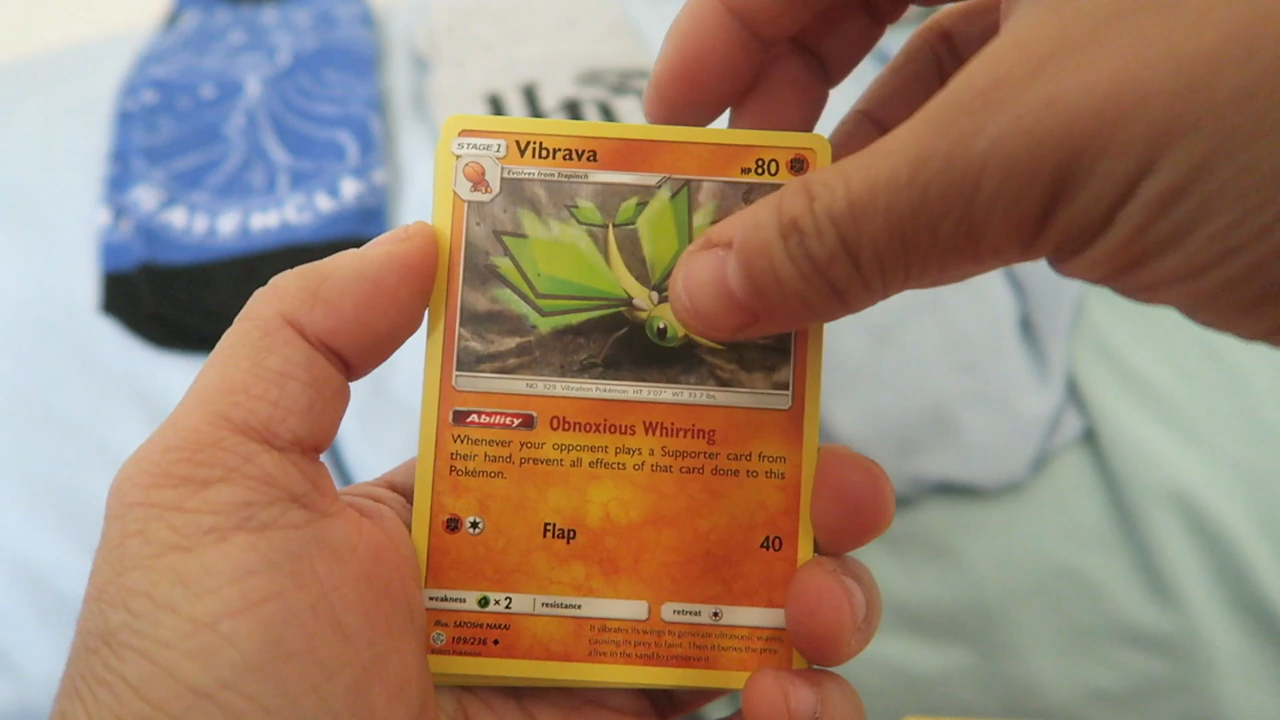 STAGE 1 Vibrava HP 80
Evolves from Trapinch
NO. 329 Vibration Pokémon HT: 3'07" WT: 33.7 lbs.
Ability Obnoxious Whirring
Whenever your opponent plays a Supporter card from
their hand, prevent all effects of that card done to this
Pokémon.
Flap 40
weakness ×2 resistance retreat
Illus. SATOSHI NAKAI
109/236
It vibrates its wings to generate ultrasonic waves,
causing its prey to faint. Then it buries the prey
alive in the sand to preserve it.